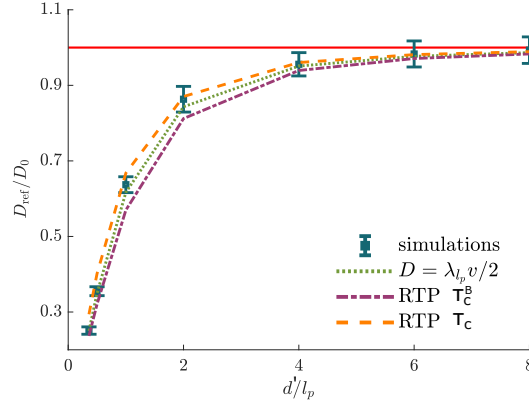 1.1
0.9
0.7
0.5
0.3
0 2 4 6 8
D_ref/D_0
d'/l_p
simulations
D = λ_{l_p} v/2
RTP T_C^B
RTP T_C